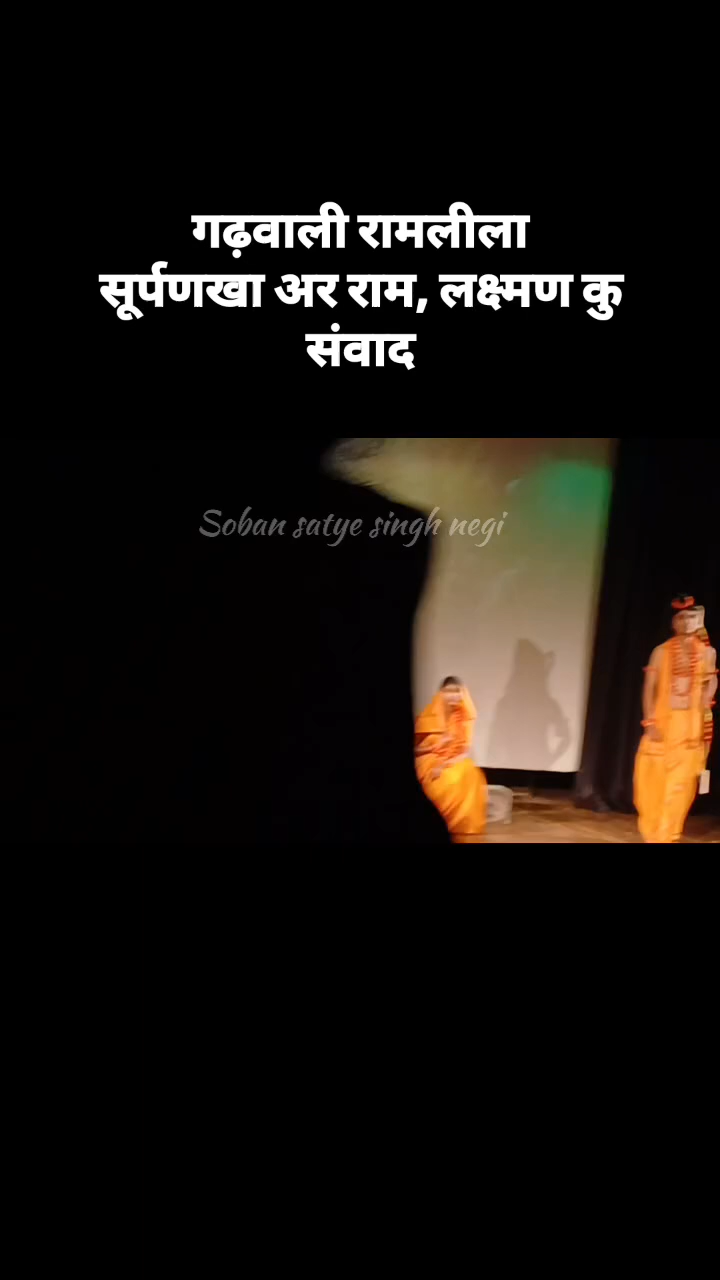 गढ़वाली रामलीला
सूर्पणखा अर राम, लक्ष्मण कु
संवाद
Soban satye singh negi